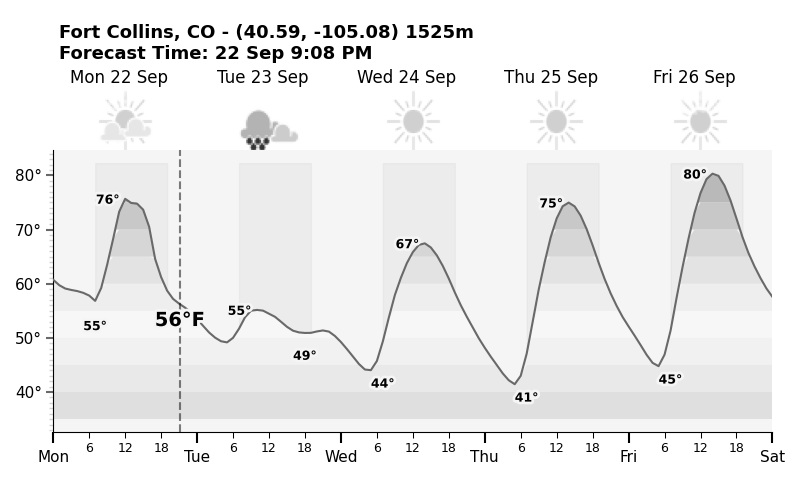 Fort Collins, CO - (40.59, -105.08) 1525m
Forecast Time: 22 Sep 9:08 PM
Mon 22 Sep Tue 23 Sep Wed 24 Sep Thu 25 Sep Fri 26 Sep
80°
70°
60°
50°
40°
76°
55°
56°F
55°
49°
67°
44°
75°
41°
80°
45°
6 12 18 6 12 18 6 12 18 6 12 18 6 12 18
Mon Tue Wed Thu Fri Sat